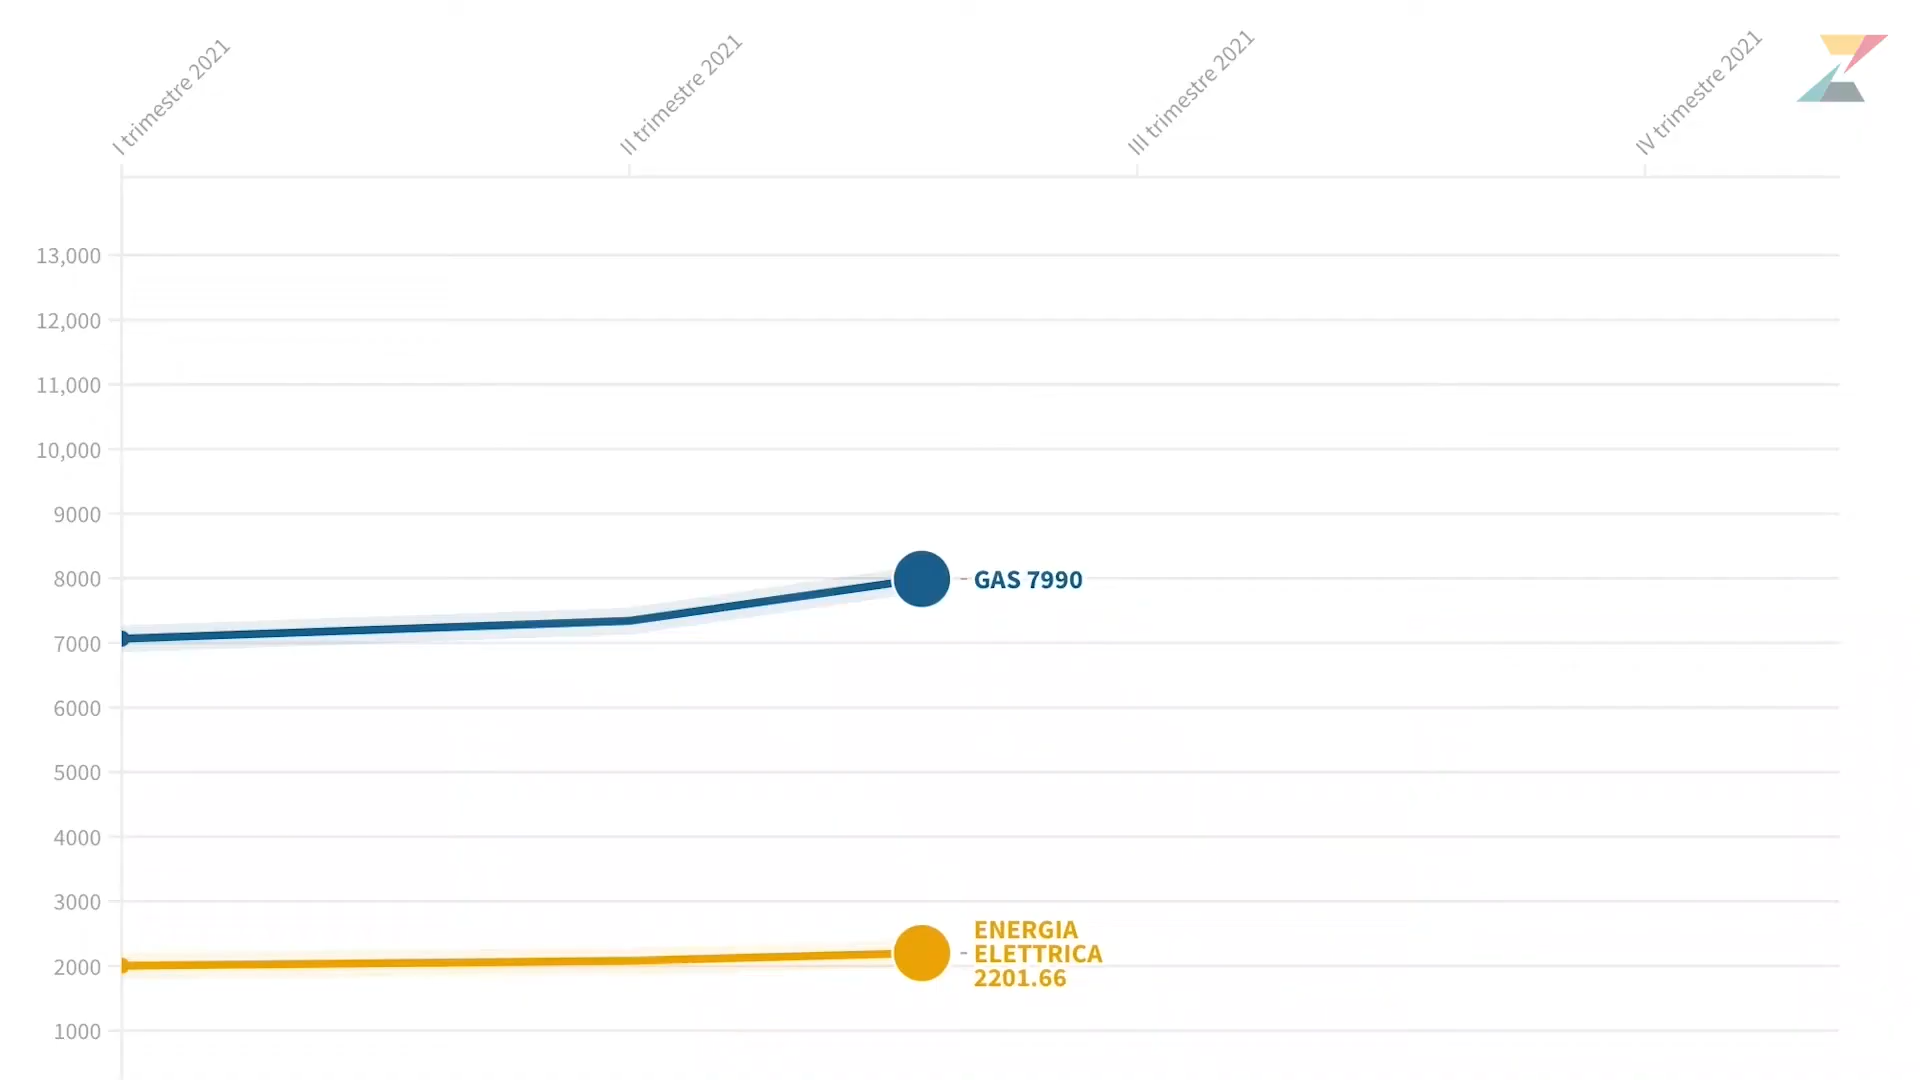 I trimestre 2021
II trimestre 2021
III trimestre 2021
IV trimestre 2021
13,000
12,000
11,000
10,000
9000
8000
GAS 7990
7000
6000
5000
4000
3000
ENERGIA
ELETTRICA
2201.66
2000
1000